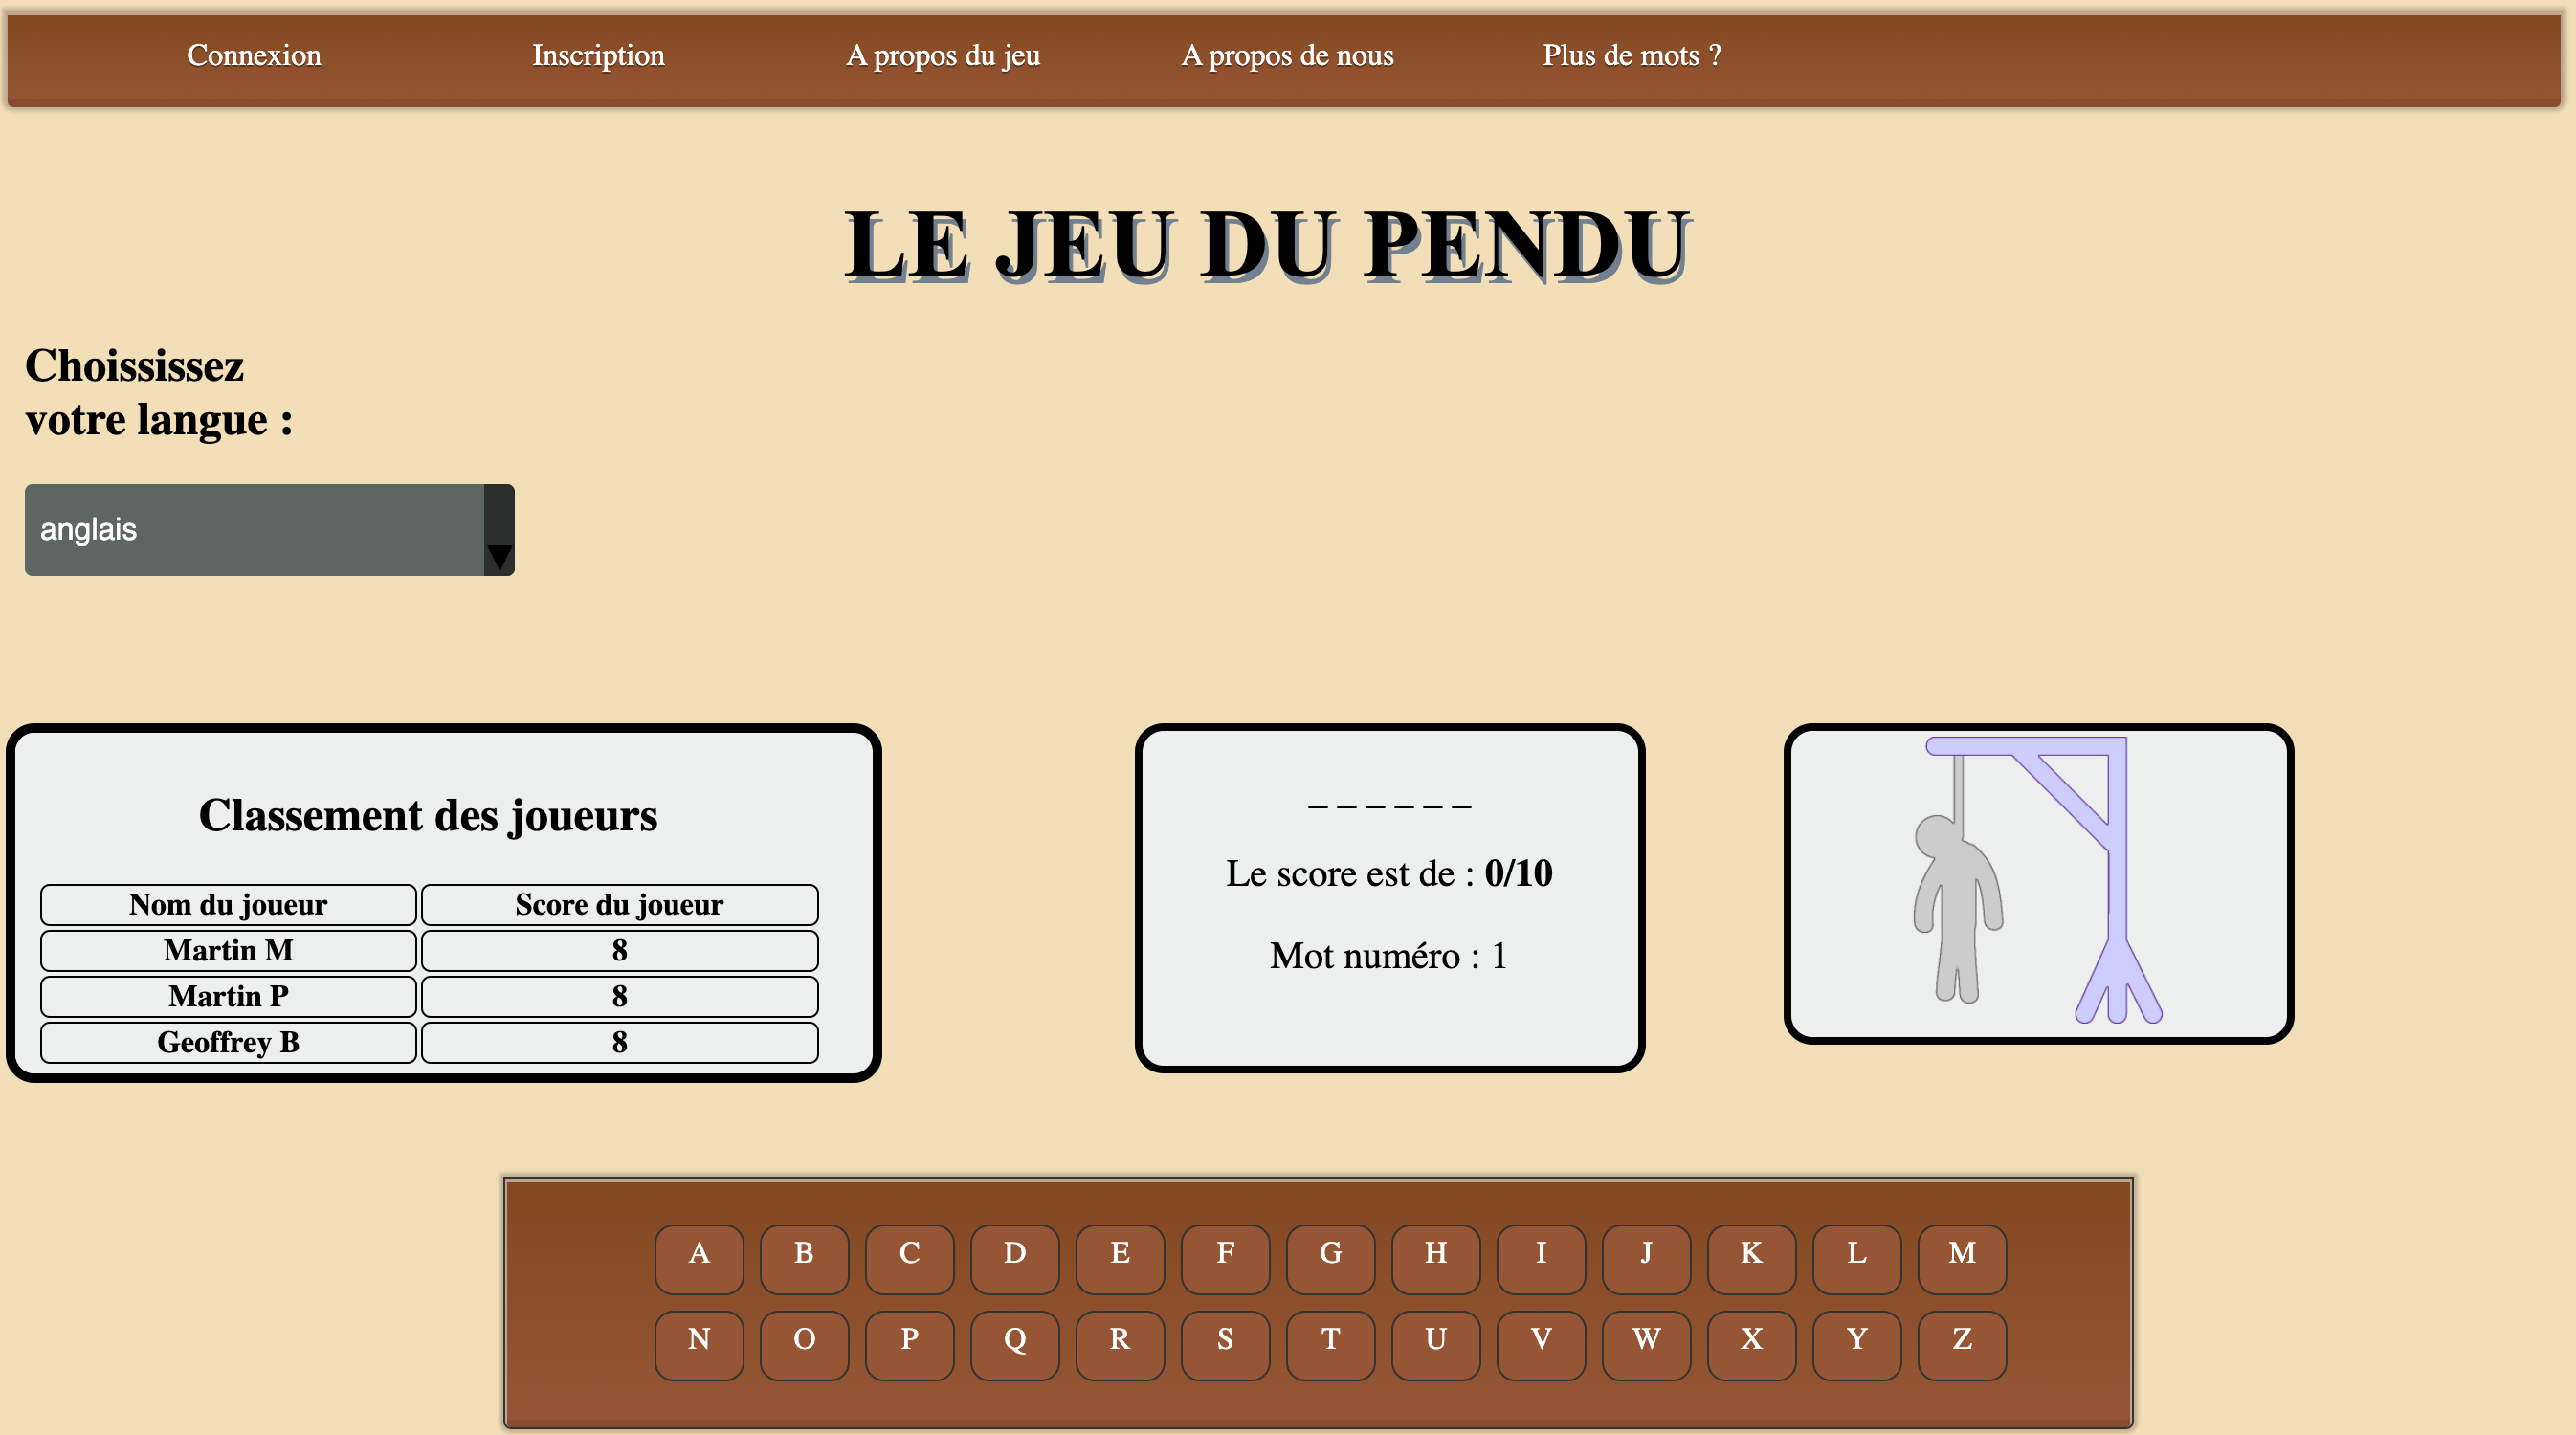 Connexion Inscription A propos du jeu A propos de nous Plus de mots ?
LE JEU DU PENDU
Choississez
votre langue :
anglais
Classement des joueurs
Nom du joueur Score du joueur
Martin M 8
Martin P 8
Geoffrey B 8
_ _ _ _ _ _
Le score est de : 0/10
Mot numéro : 1
A B C D E F G H I J K L M
N O P Q R S T U V W X Y Z